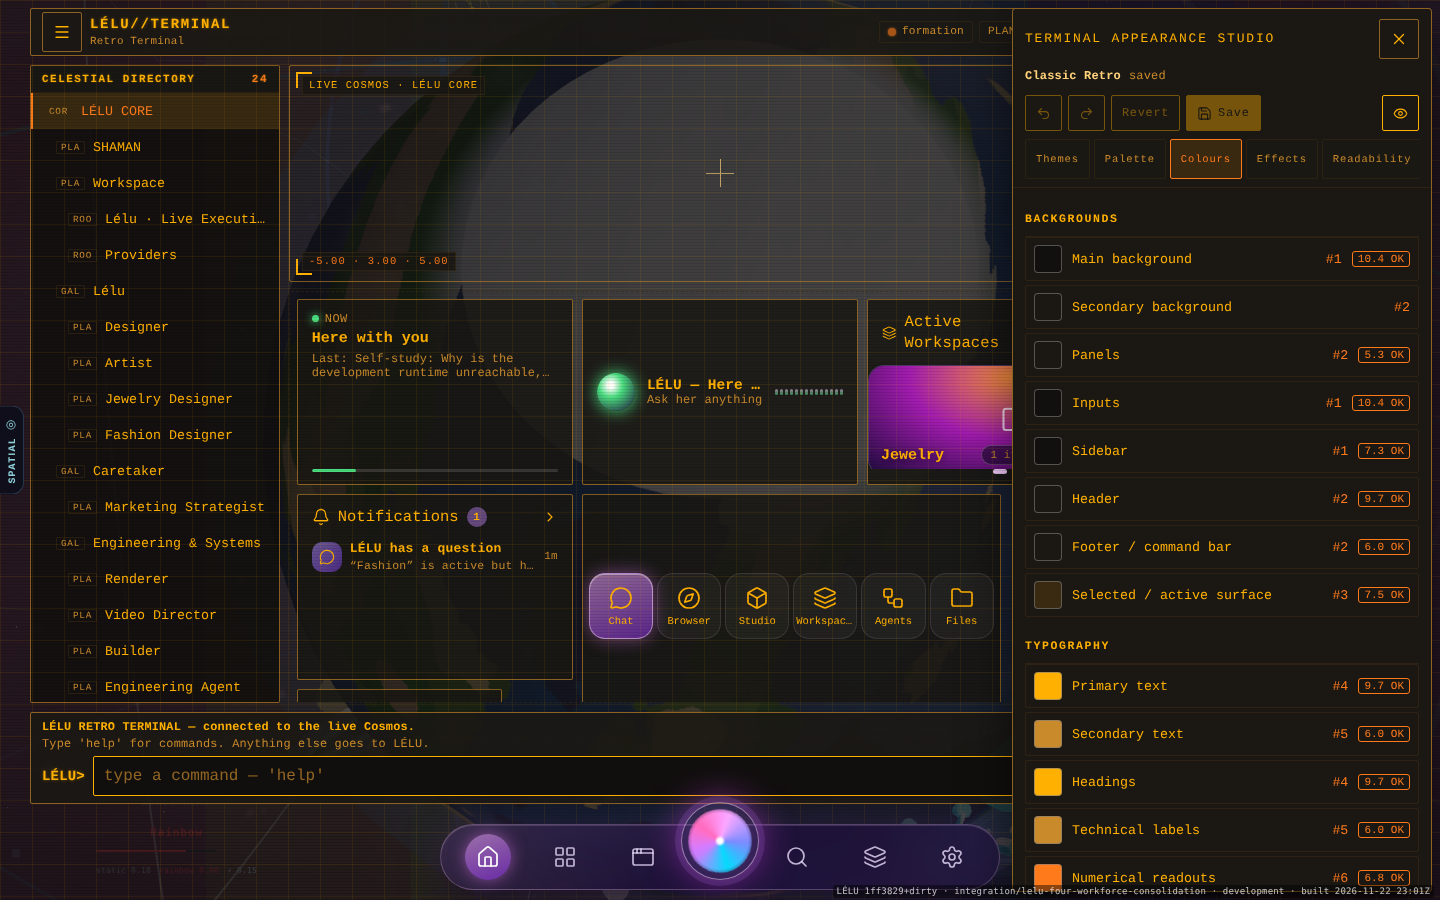 LÉLU//TERMINAL
Retro Terminal
formation
CELESTIAL DIRECTORY 24
COR LÉLU CORE
PLA SHAMAN
PLA Workspace
ROO Lélu · Live Executi…
ROO Providers
GAL Lélu
PLA Designer
PLA Artist
PLA Jewelry Designer
PLA Fashion Designer
GAL Caretaker
PLA Marketing Strategist
GAL Engineering & Systems
PLA Renderer
PLA Video Director
PLA Builder
PLA Engineering Agent
SPATIAL
LIVE COSMOS · LÉLU CORE
-5.00 · 3.00 · 5.00
NOW
Here with you
Last: Self-study: Why is the
development runtime unreachable,…
LÉLU — Here …
Ask her anything
Active
Workspaces
Jewelry
Notifications 1
LÉLU has a question
“Fashion” is active but h…
1m
Chat
Browser
Studio
Workspac…
Agents
Files
LÉLU RETRO TERMINAL — connected to the live Cosmos.
Type 'help' for commands. Anything else goes to LÉLU.
LÉLU> type a command — 'help'
TERMINAL APPEARANCE STUDIO
Classic Retro saved
Revert
Save
Themes
Palette
Colours
Effects
Readability
BACKGROUNDS
Main background #1 10.4 OK
Secondary background #2
Panels #2 5.3 OK
Inputs #1 10.4 OK
Sidebar #1 7.3 OK
Header #2 9.7 OK
Footer / command bar #2 6.0 OK
Selected / active surface #3 7.5 OK
TYPOGRAPHY
Primary text #4 9.7 OK
Secondary text #5 6.0 OK
Headings #4 9.7 OK
Technical labels #5 6.0 OK
Numerical readouts #6 6.8 OK
LÉLU 1ff3829+dirty · integration/lelu-four-workforce-consolidation · development · built 2026-11-22 23:01Z